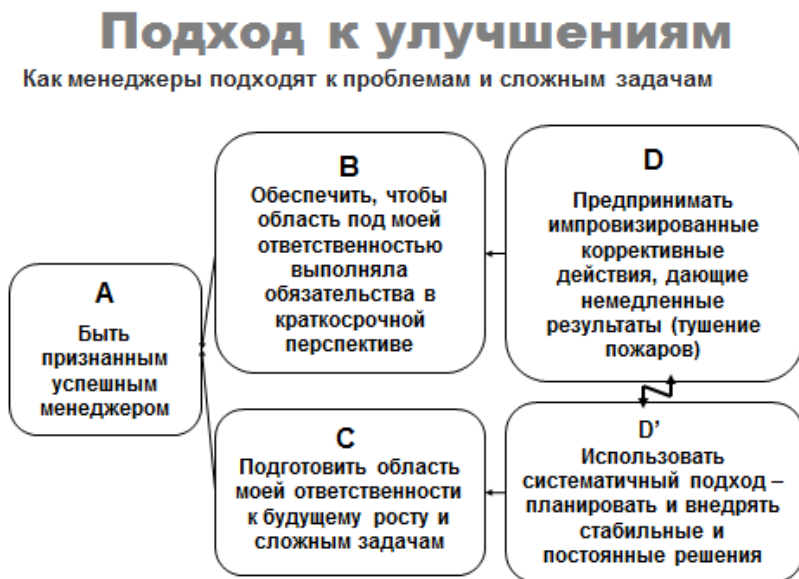 Подход к улучшениям
Как менеджеры подходят к проблемам и сложным задачам
A
Быть
признанным
успешным
менеджером
B
Обеспечить, чтобы
область под моей
ответственностью
выполняла
обязательства в
краткосрочной
перспективе
D
Предпринимать
импровизированные
коррективные
действия, дающие
немедленные
результаты (тушение
пожаров)
C
Подготовить область
моей ответственности
к будущему росту и
сложным задачам
D’
Использовать
систематичный подход –
планировать и внедрять
стабильные и
постоянные решения